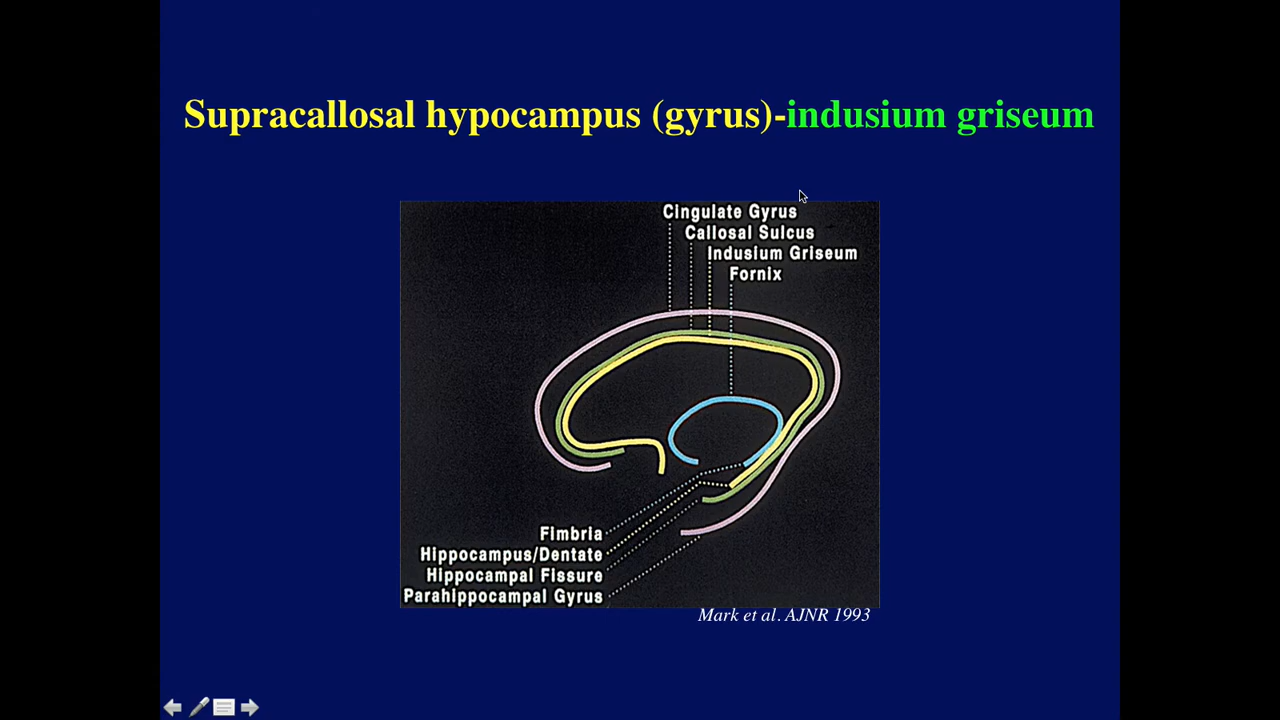 Supracallosal hypocampus (gyrus)-indusium griseum
Cingulate Gyrus
Callosal Sulcus
Indusium Griseum
Fornix
Fimbria
Hippocampus/Dentate
Hippocampal Fissure
Parahippocampal Gyrus
Mark et al. AJNR 1993